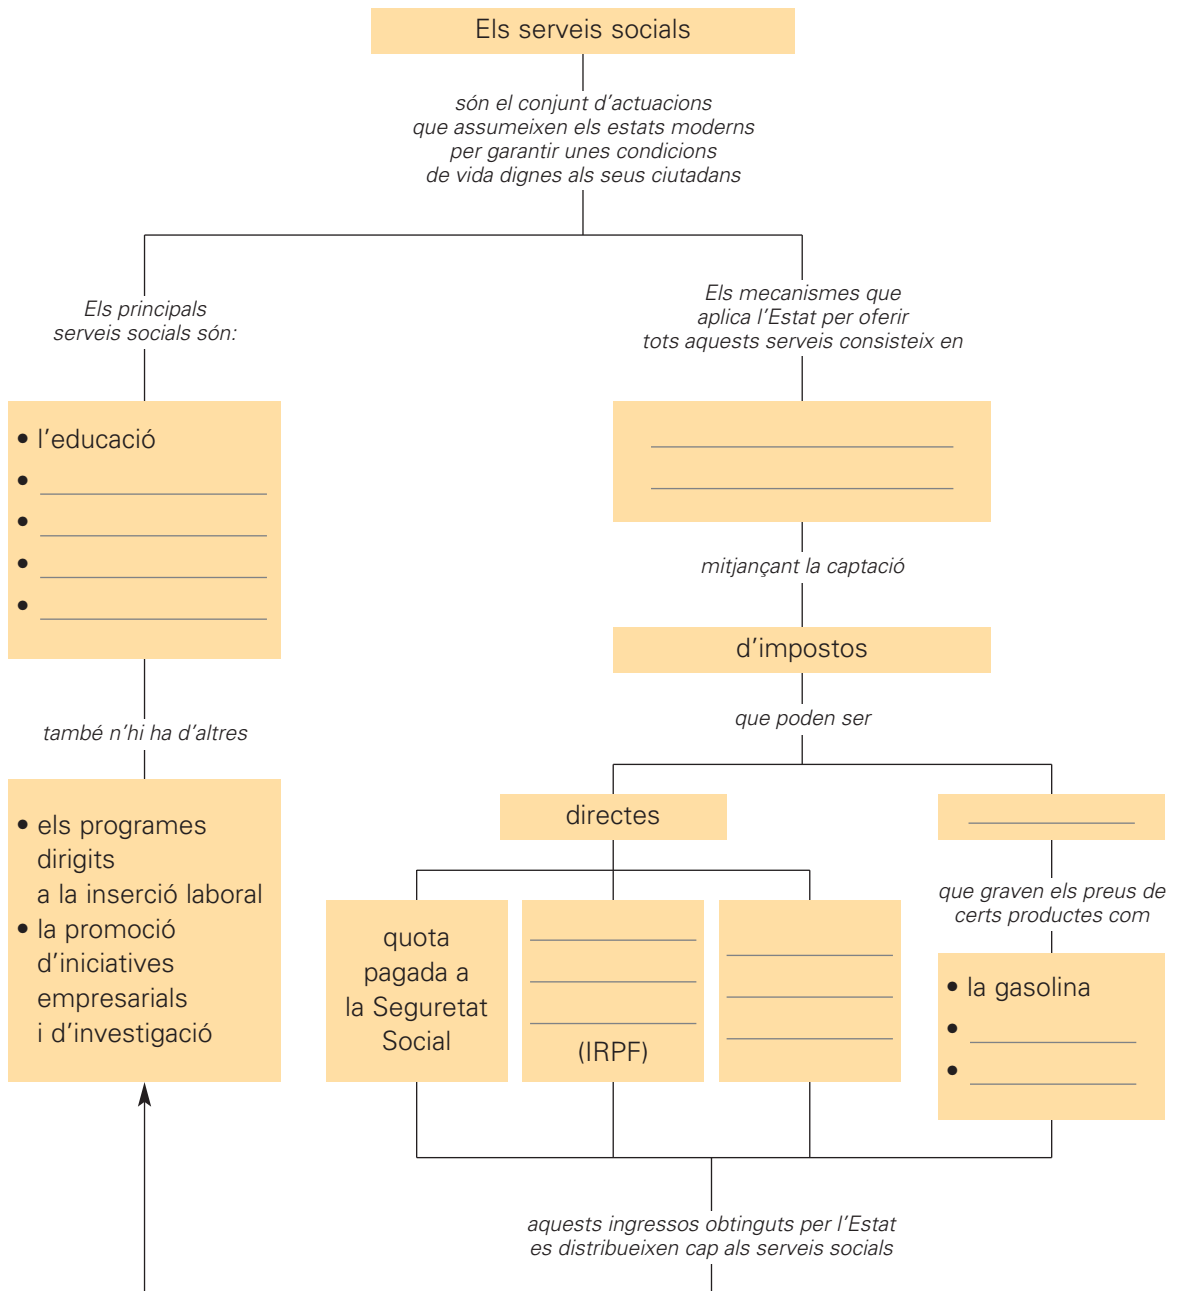 Els serveis socials
són el conjunt d'actuacions
que assumeixen els estats moderns
per garantir unes condicions
de vida dignes als seus ciutadans
Els principals
serveis socials són:
Els mecanismes que
aplica l'Estat per oferir
tots aquests serveis consisteix en
• l'educació
•
•
•
•
mitjançant la captació
d'impostos
també n'hi ha d'altres
que poden ser
• els programes
dirigits
a la inserció laboral
• la promoció
d'iniciatives
empresarials
i d'investigació
directes
quota
pagada a
la Seguretat
Social
(IRPF)
que graven els preus de
certs productes com
• la gasolina
•
•
aquests ingressos obtinguts per l'Estat
es distribueixen cap als serveis socials